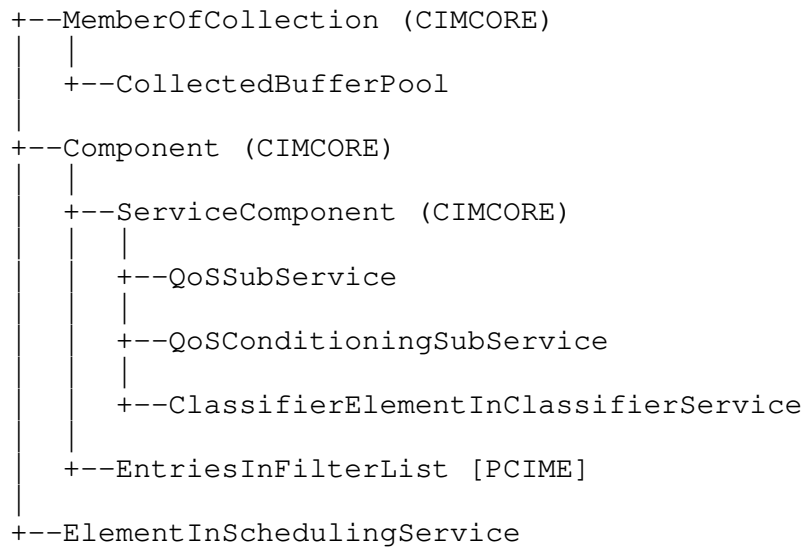 +--MemberOfCollection (CIMCORE)
|  |
|  +--CollectedBufferPool
|
+--Component (CIMCORE)
|  |
|  +--ServiceComponent (CIMCORE)
|  |  |
|  |  +--QoSSubService
|  |  |
|  |  +--QoSConditioningSubService
|  |  |
|  |  +--ClassifierElementInClassifierService
|  |
|  +--EntriesInFilterList [PCIME]
|
+--ElementInSchedulingService